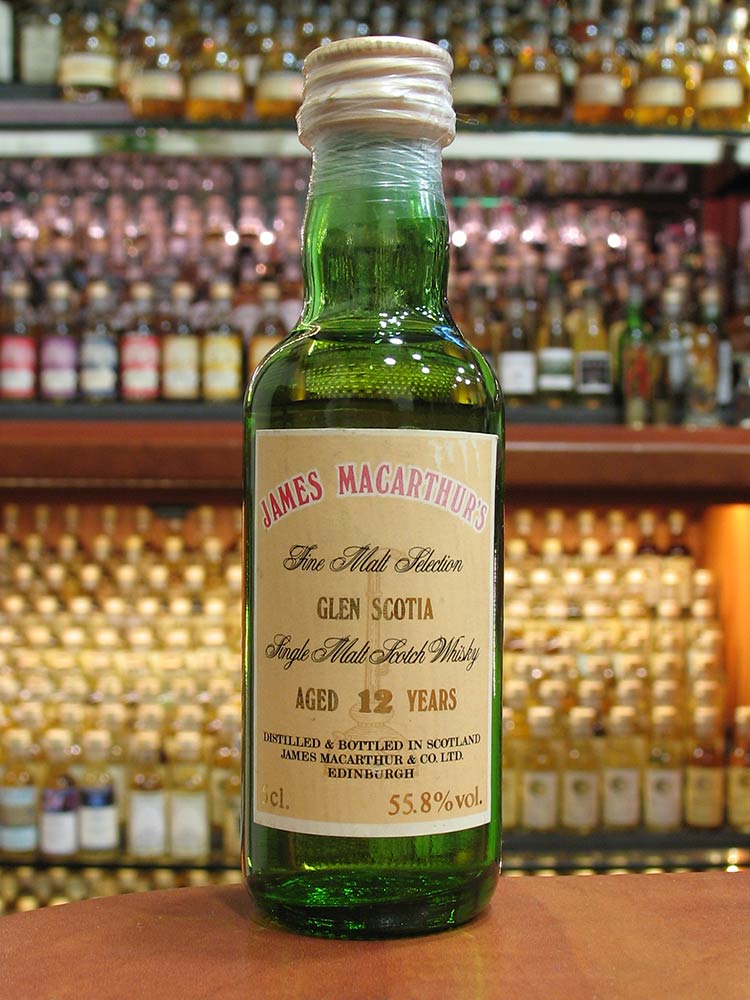 JAMES MACARTHUR'S
Fine Malt Selection
GLEN SCOTIA
Single Malt Scotch Whisky
AGED 12 YEARS
DISTILLED & BOTTLED IN SCOTLAND
JAMES MACARTHUR & CO. LTD.
EDINBURGH
cl. 55.8% vol.